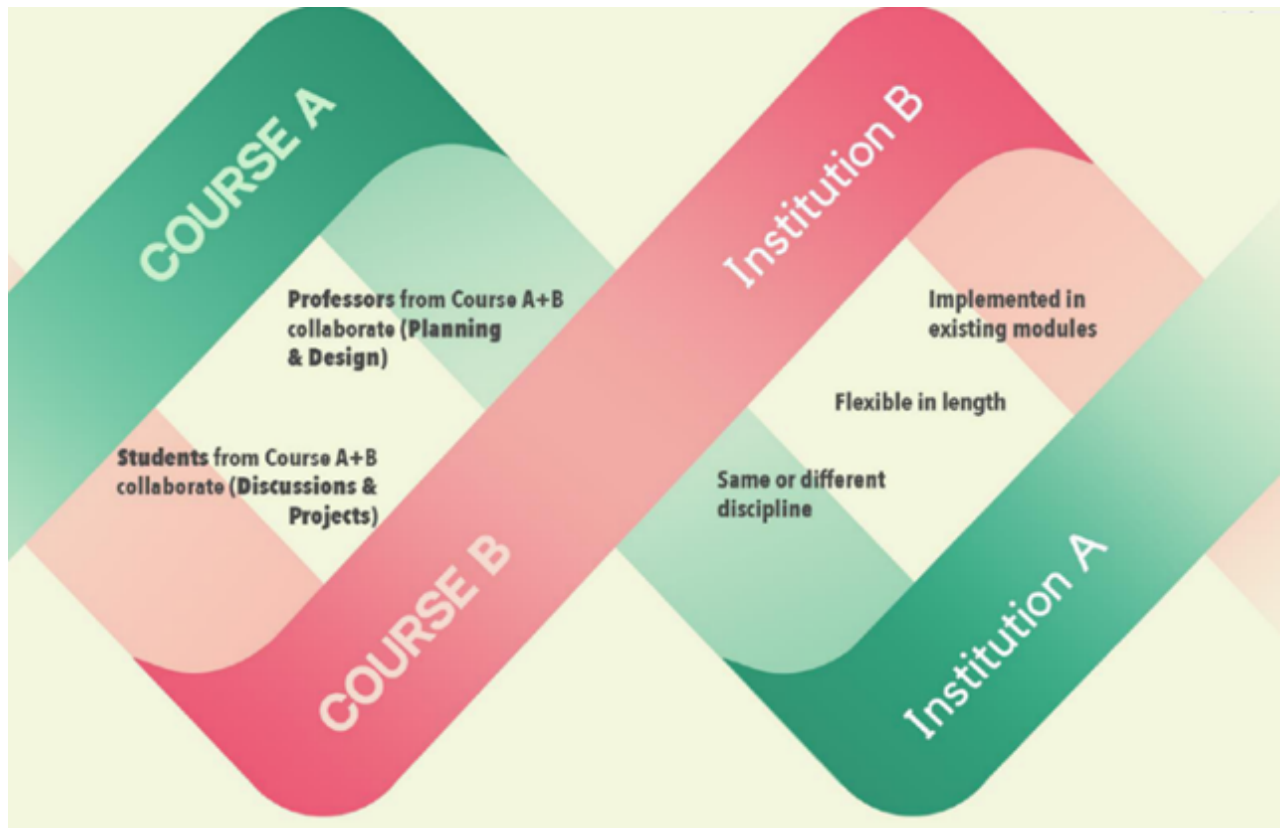 COURSE A
Professors from Course A+B
collaborate (Planning
& Design)
Students from Course A+B
collaborate (Discussions &
Projects)
COURSE B
Institution B
Implemented in
existing modules
Flexible in length
Same or different
discipline
Institution A